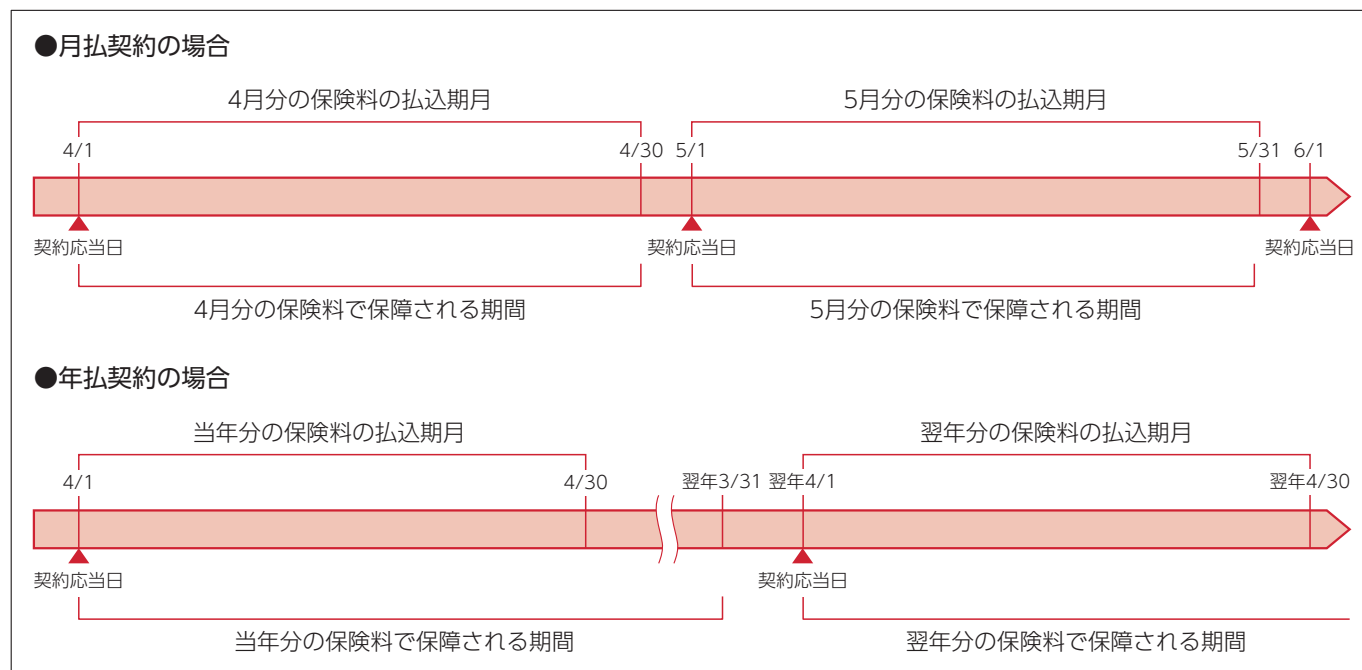 ●月払契約の場合
4月分の保険料の払込期月 5月分の保険料の払込期月
4/1 4/30 5/1 5/31 6/1
契約応当日 契約応当日 契約応当日
4月分の保険料で保障される期間 5月分の保険料で保障される期間
●年払契約の場合
当年分の保険料の払込期月 翌年分の保険料の払込期月
4/1 4/30 翌年3/31 翌年4/1 翌年4/30
契約応当日 契約応当日
当年分の保険料で保障される期間 翌年分の保険料で保障される期間